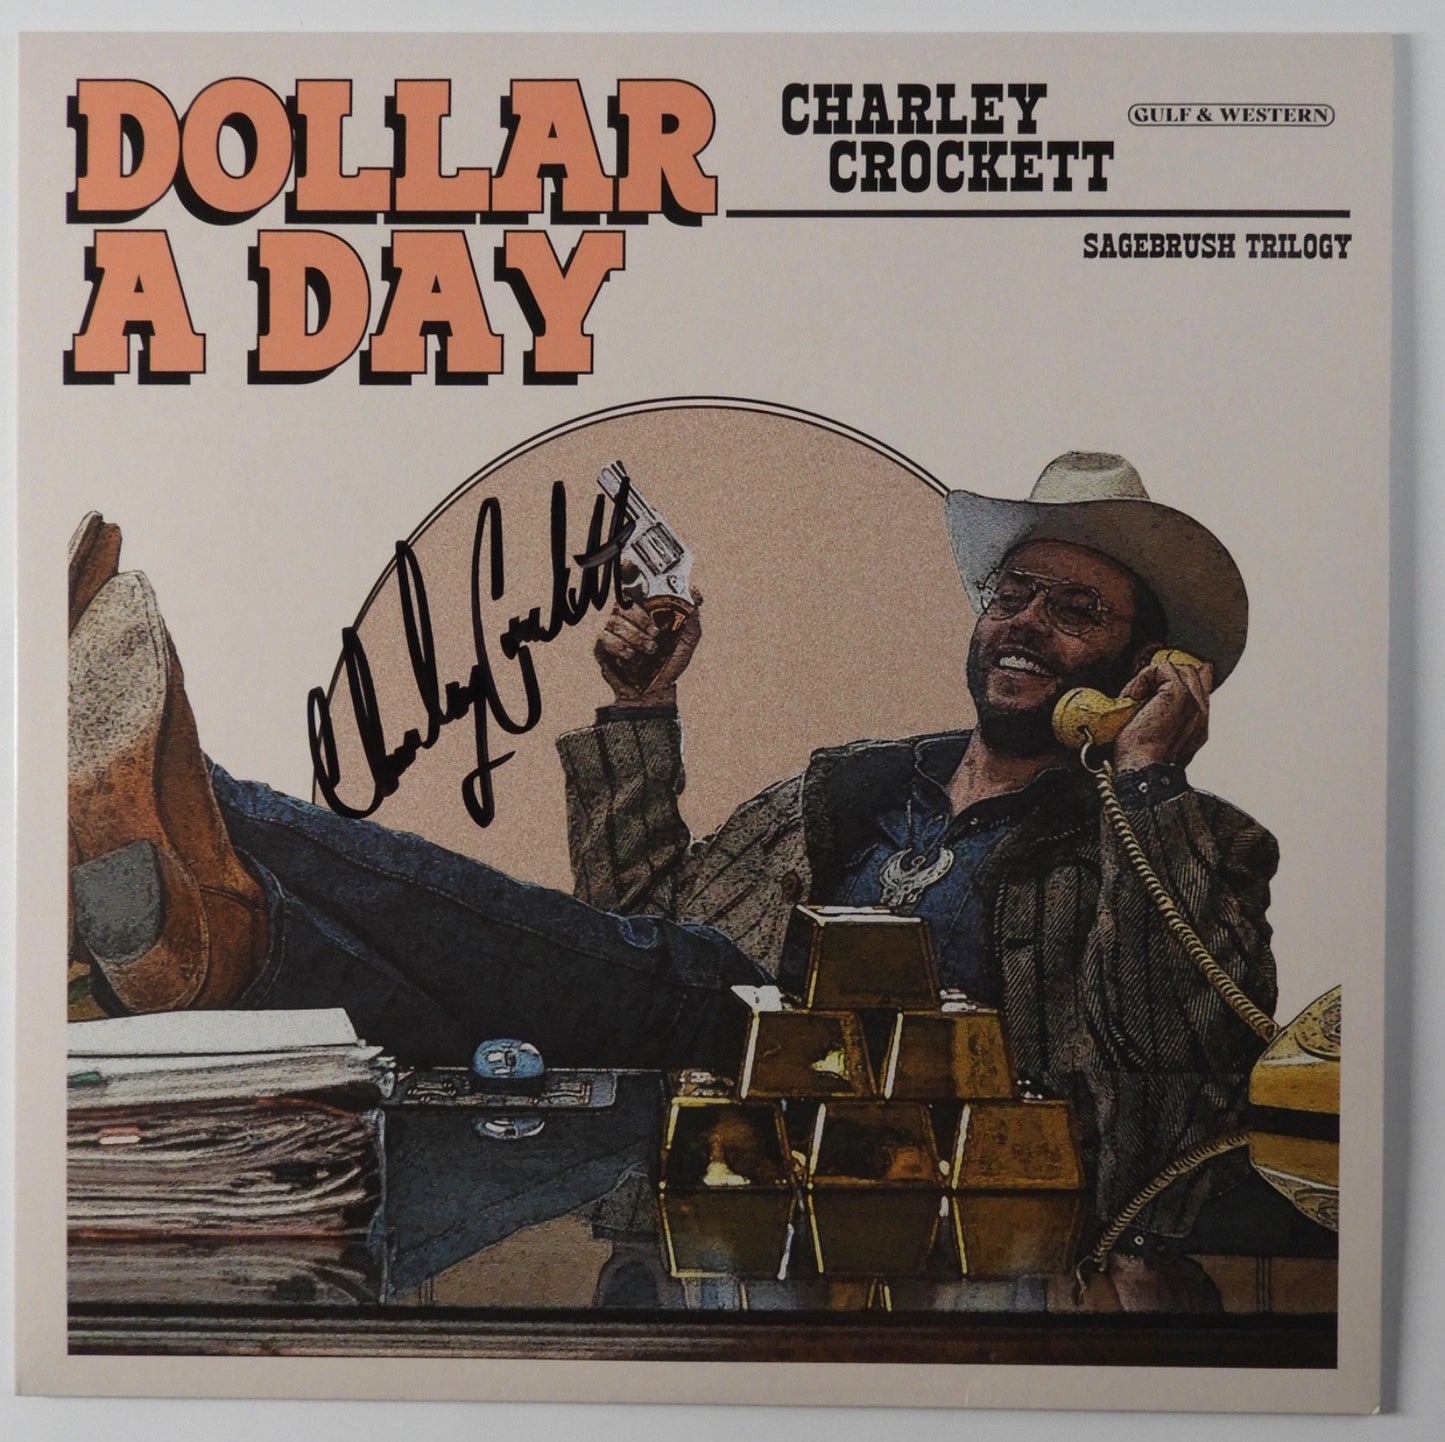 DOLLAR
A DAY
CHARLEY
CROCKETT
GULF & WESTERN
SAGEBRUSH TRILOGY
Charley Crockett